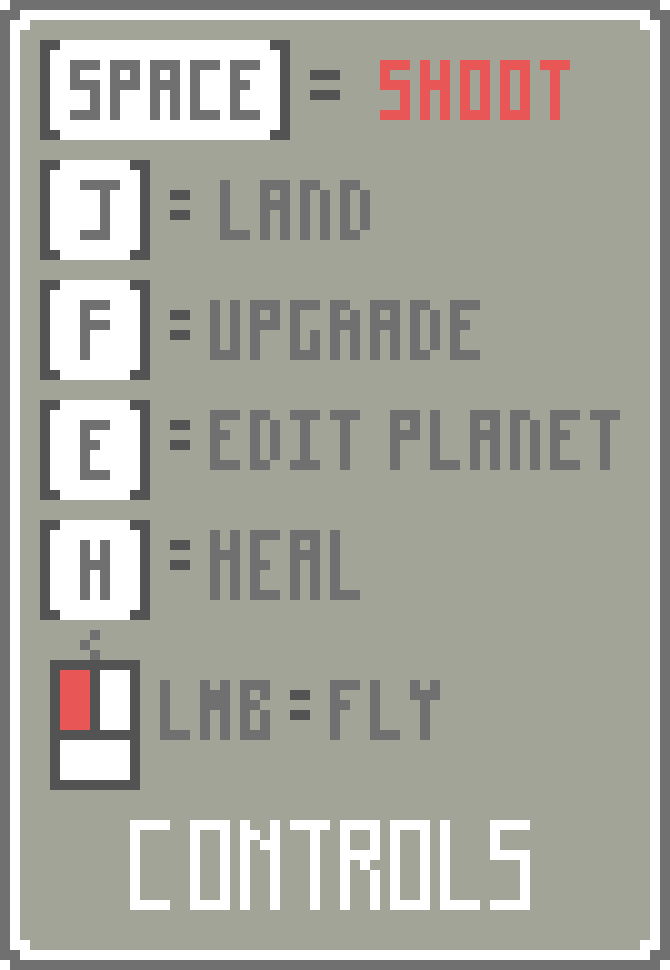 SPACE = SHOOT
J = LAND
F = UPGRADE
E = EDIT PLANET
H = HEAL
LMB = FLY
CONTROLS